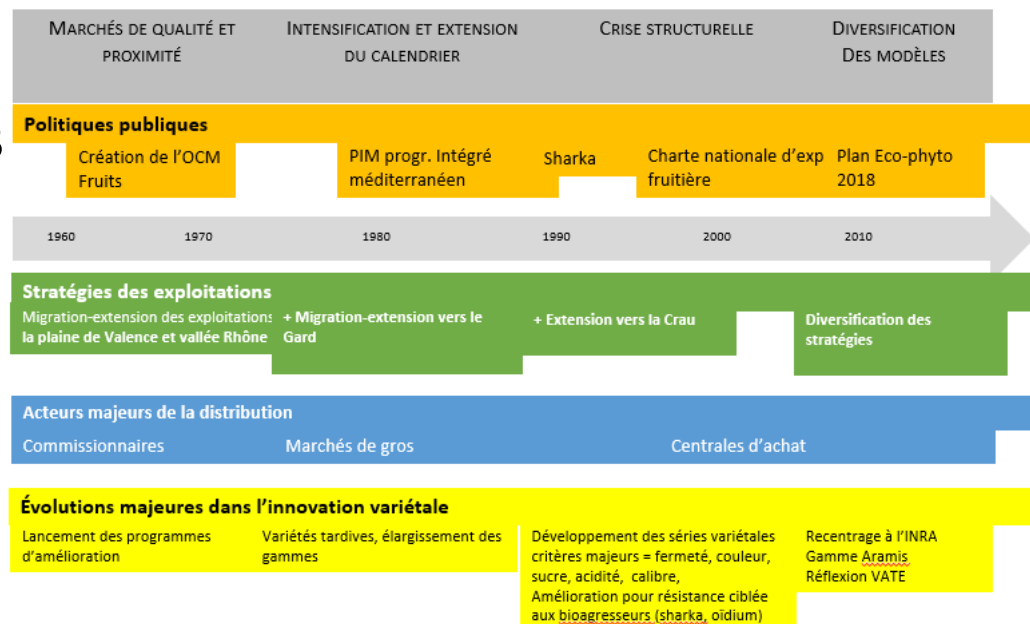 MARCHÉS DE QUALITÉ ET
PROXIMITÉ
INTENSIFICATION ET EXTENSION
DU CALENDRIER
CRISE STRUCTURELLE
DIVERSIFICATION
DES MODÈLES
Politiques publiques
Création de l'OCM
Fruits
PIM progr. Intégré
méditerranéen
Sharka
Charte nationale d'exp
fruitière
Plan Eco-phyto
2018
1960
1970
1980
1990
2000
2010
Stratégies des exploitations
Migration-extension des exploitations
la plaine de Valence et vallée Rhône
+ Migration-extension vers le
Gard
+ Extension vers la Crau
Diversification des
stratégies
Acteurs majeurs de la distribution
Commissionnaires
Marchés de gros
Centrales d'achat
Évolutions majeures dans l'innovation variétale
Lancement des programmes
d'amélioration
Variétés tardives, élargissement des
gammes
Développement des séries variétales
critères majeurs = fermeté, couleur,
sucre, acidité, calibre,
Amélioration pour résistance ciblée
aux bioagresseurs (sharka, oïdium)
Recentrage à l'INRA
Gamme Aramis
Réflexion VATE